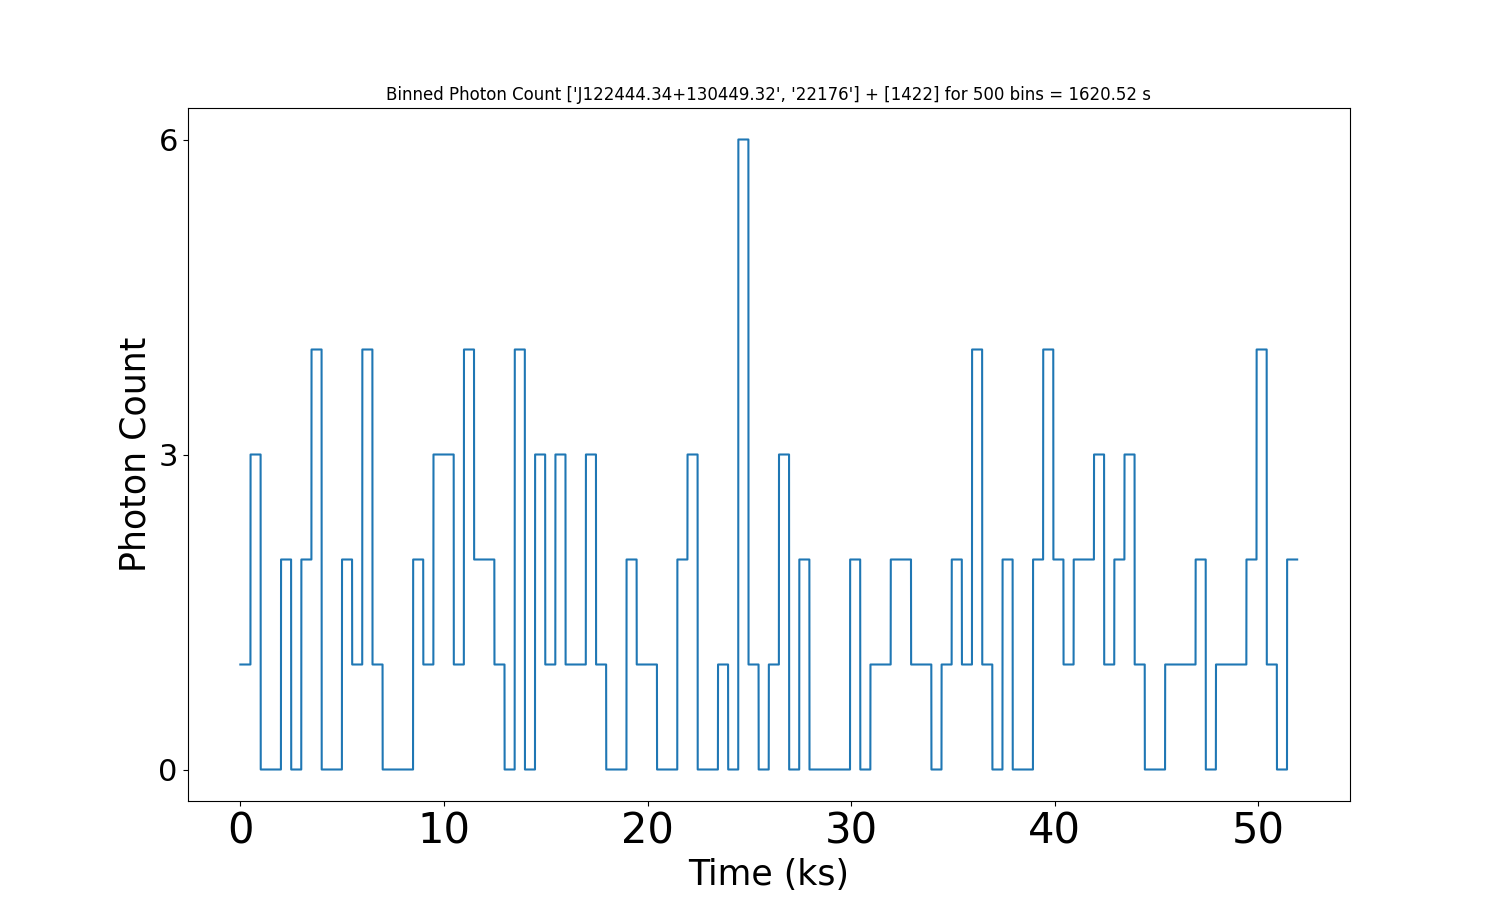 Binned Photon Count ['J122444.34+130449.32', '22176'] + [1422] for 500 bins = 1620.52 s
6
3
0
Photon Count
0 10 20 30 40 50
Time (ks)